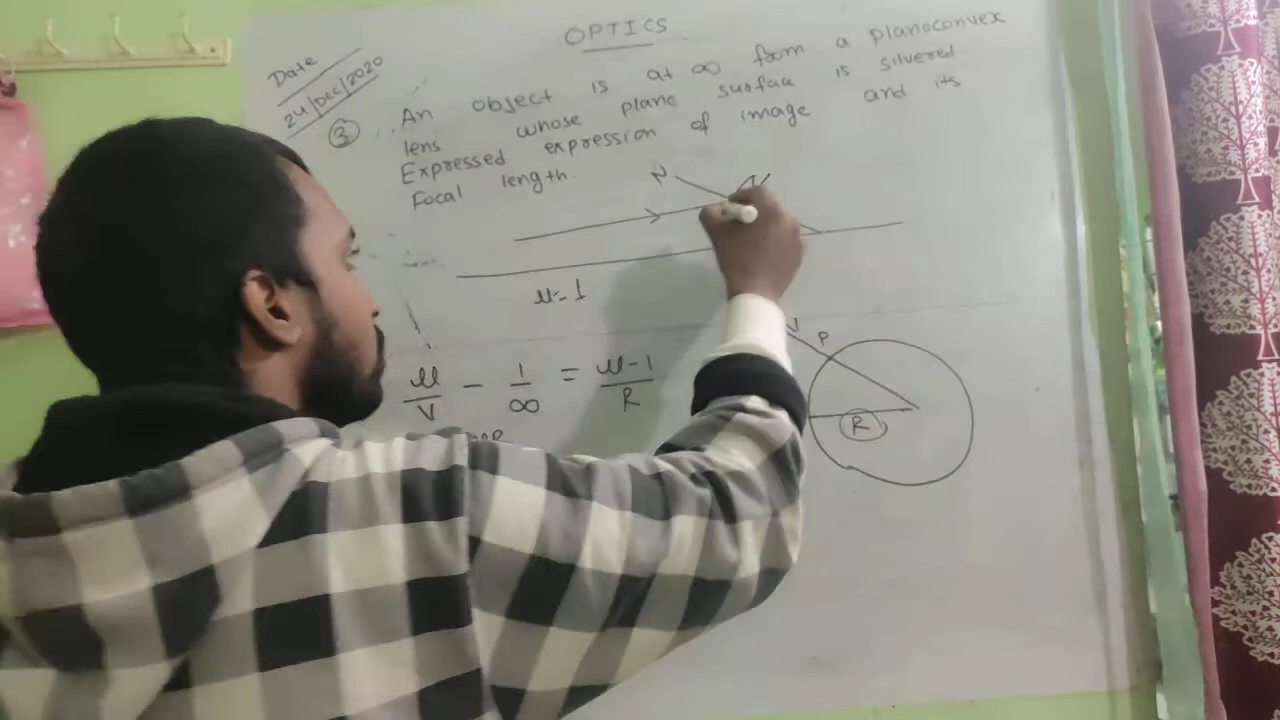 OPTICS
Date
24/Dec/2020
3 An object is at ∞ from a planoconvex
lens whose plane surface is silvered
Expressed expression of image and its
Focal length.
N
μ=1
μ/V - 1/∞ = μ-1/R
P
R